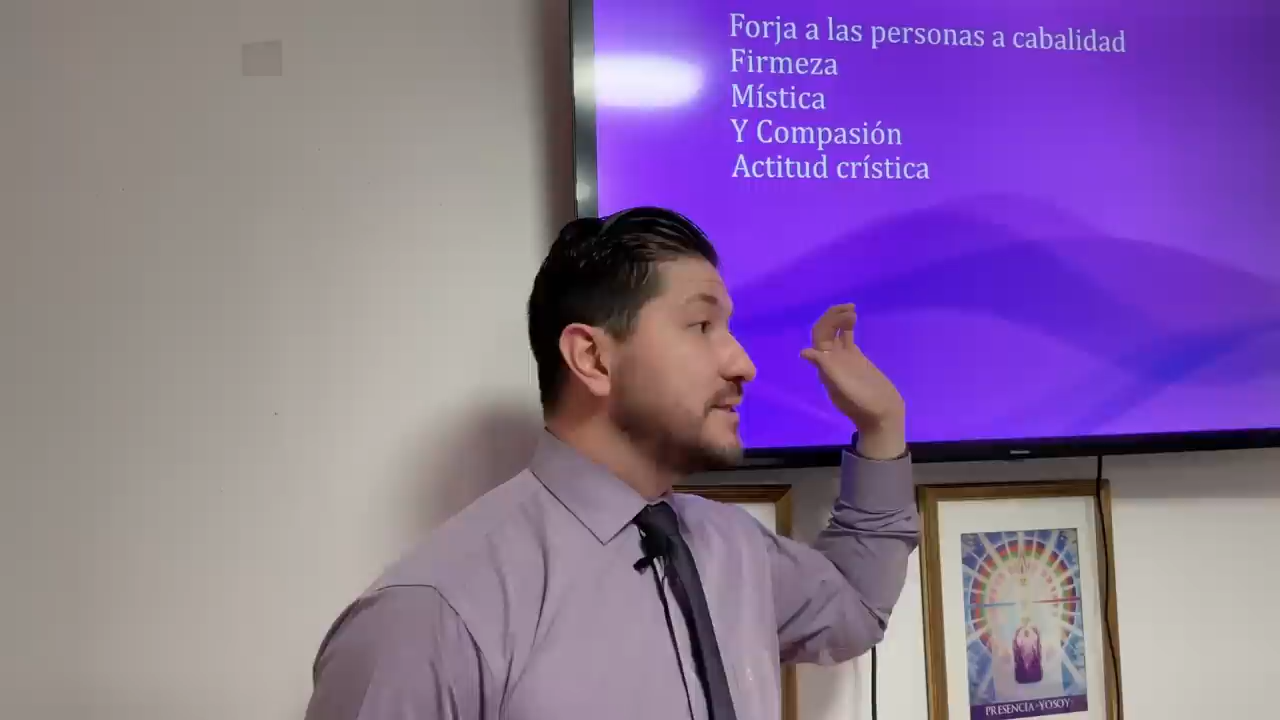 Forja a las personas a cabalidad
Firmeza
Mística
Y Compasión
Actitud crística
PRESENCIA "YOSOY"